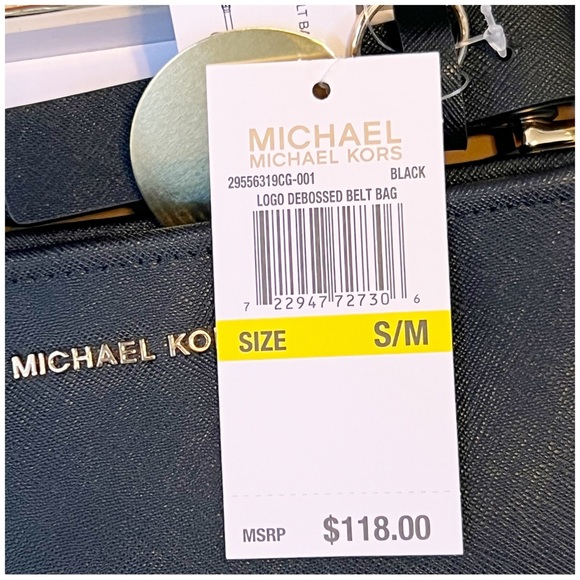 LT B
MICHAEL
MICHAEL KORS
29556319CG-001 BLACK
LOGO DEBOSSED BELT BAG
7 22947 72730 6
SIZE S/M
MICHAEL KO
MSRP $118.00